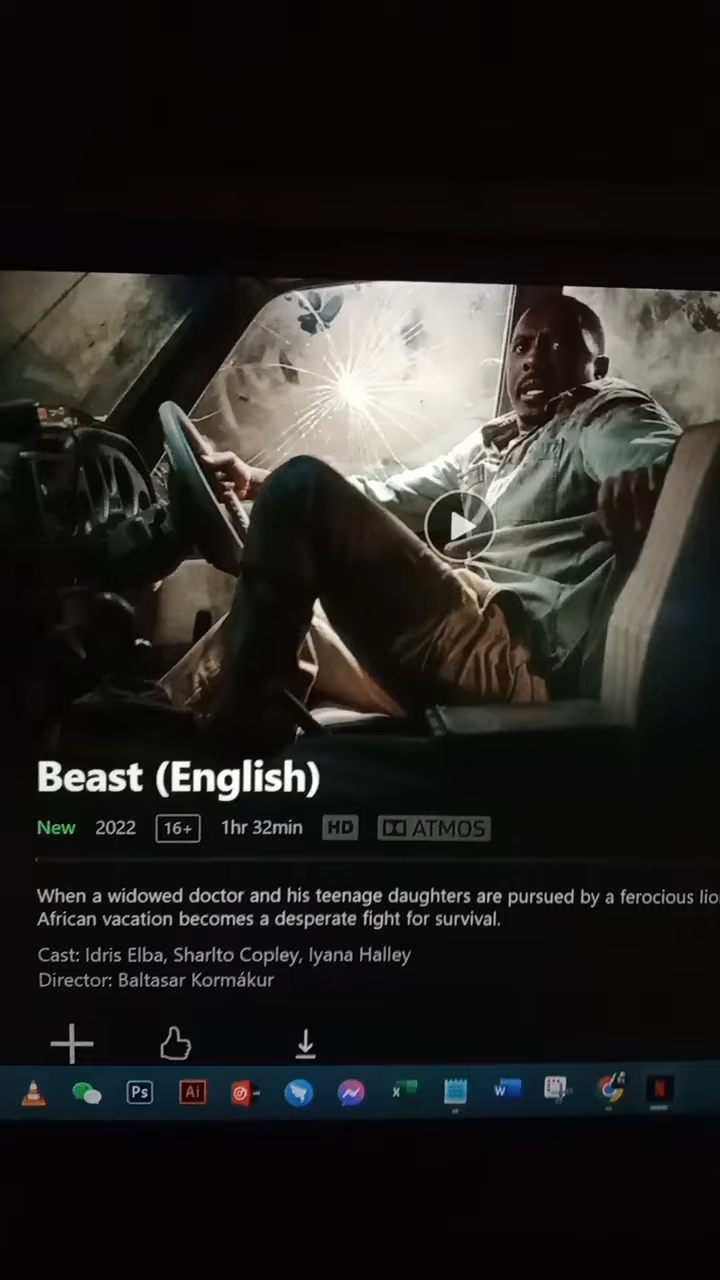 Beast (English)
New 2022 16+ 1hr 32min HD ATMOS
When a widowed doctor and his teenage daughters are pursued by a ferocious lio
African vacation becomes a desperate fight for survival.
Cast: Idris Elba, Sharlto Copley, Iyana Halley
Director: Baltasar Kormákur
Ps Ai X W N